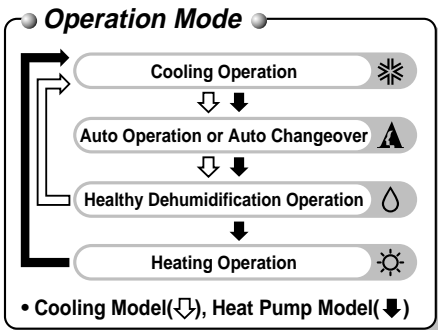 Operation Mode
Cooling Operation
Auto Operation or Auto Changeover
Healthy Dehumidification Operation
Heating Operation
• Cooling Model(⇩), Heat Pump Model(⬇)